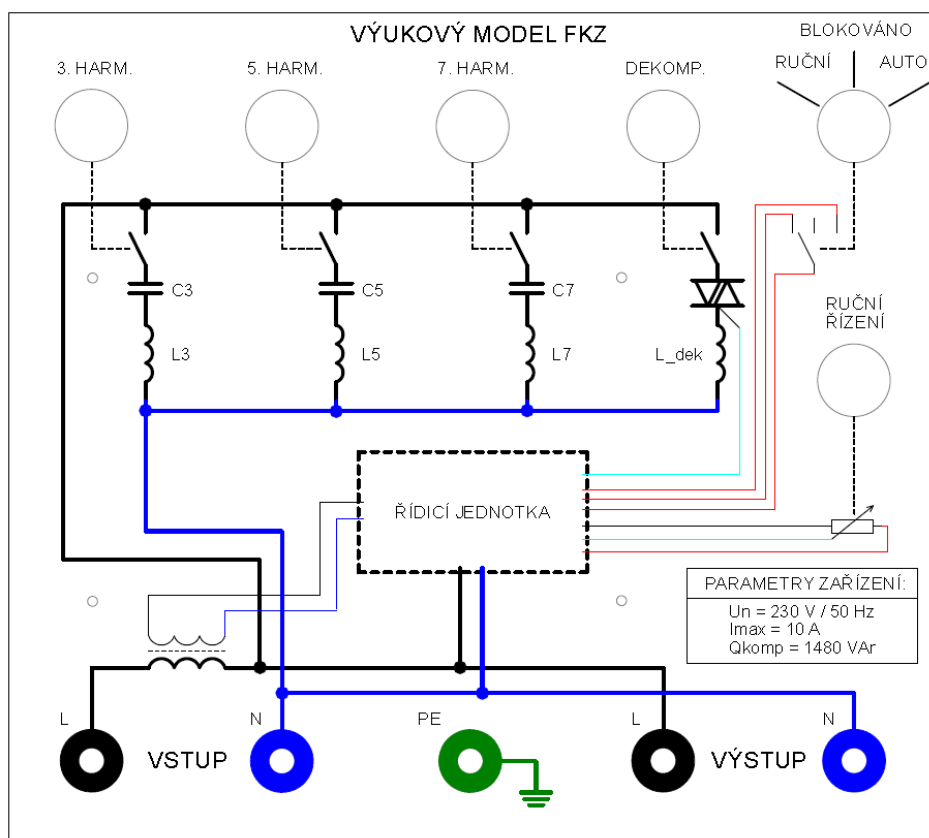 VÝUKOVÝ MODEL FKZ
BLOKOVÁNO
RUČNÍ
AUTO
3. HARM.
5. HARM.
7. HARM.
DEKOMP.
C3
C5
C7
L3
L5
L7
L_dek
RUČNÍ
ŘÍZENÍ
ŘÍDICÍ JEDNOTKA
PARAMETRY ZAŘÍZENÍ:
Un = 230 V / 50 Hz
Imax = 10 A
Qkomp = 1480 VAr
L
N
PE
L
N
VSTUP
VÝSTUP